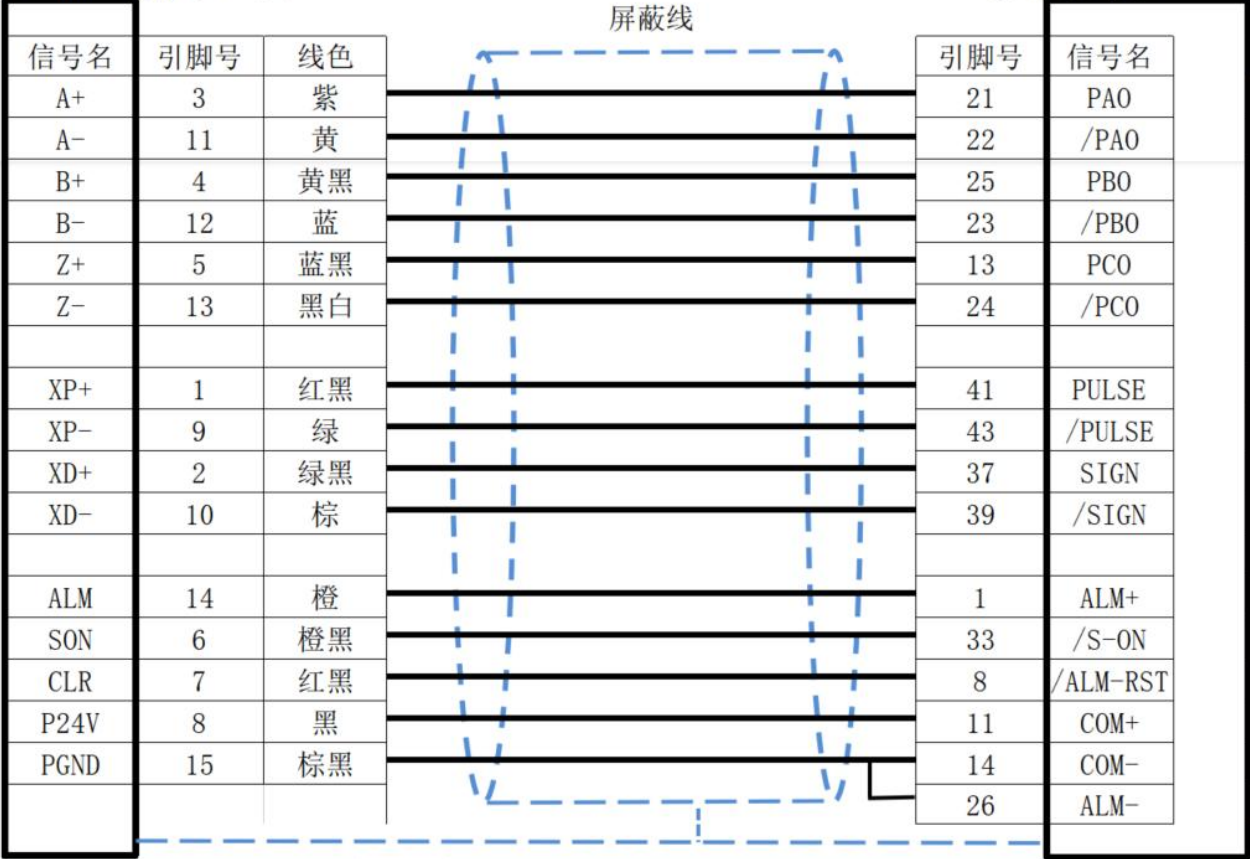 屏蔽线
信号名 引脚号 线色 引脚号 信号名
A+ 3 紫 21 PAO
A- 11 黄 22 /PAO
B+ 4 黄黑 25 PBO
B- 12 蓝 23 /PBO
Z+ 5 蓝黑 13 PCO
Z- 13 黑白 24 /PCO
XP+ 1 红黑 41 PULSE
XP- 9 绿 43 /PULSE
XD+ 2 绿黑 37 SIGN
XD- 10 棕 39 /SIGN
ALM 14 橙 1 ALM+
SON 6 橙黑 33 /S-ON
CLR 7 红黑 8 /ALM-RST
P24V 8 黑 11 COM+
PGND 15 棕黑 14 COM-
26 ALM-